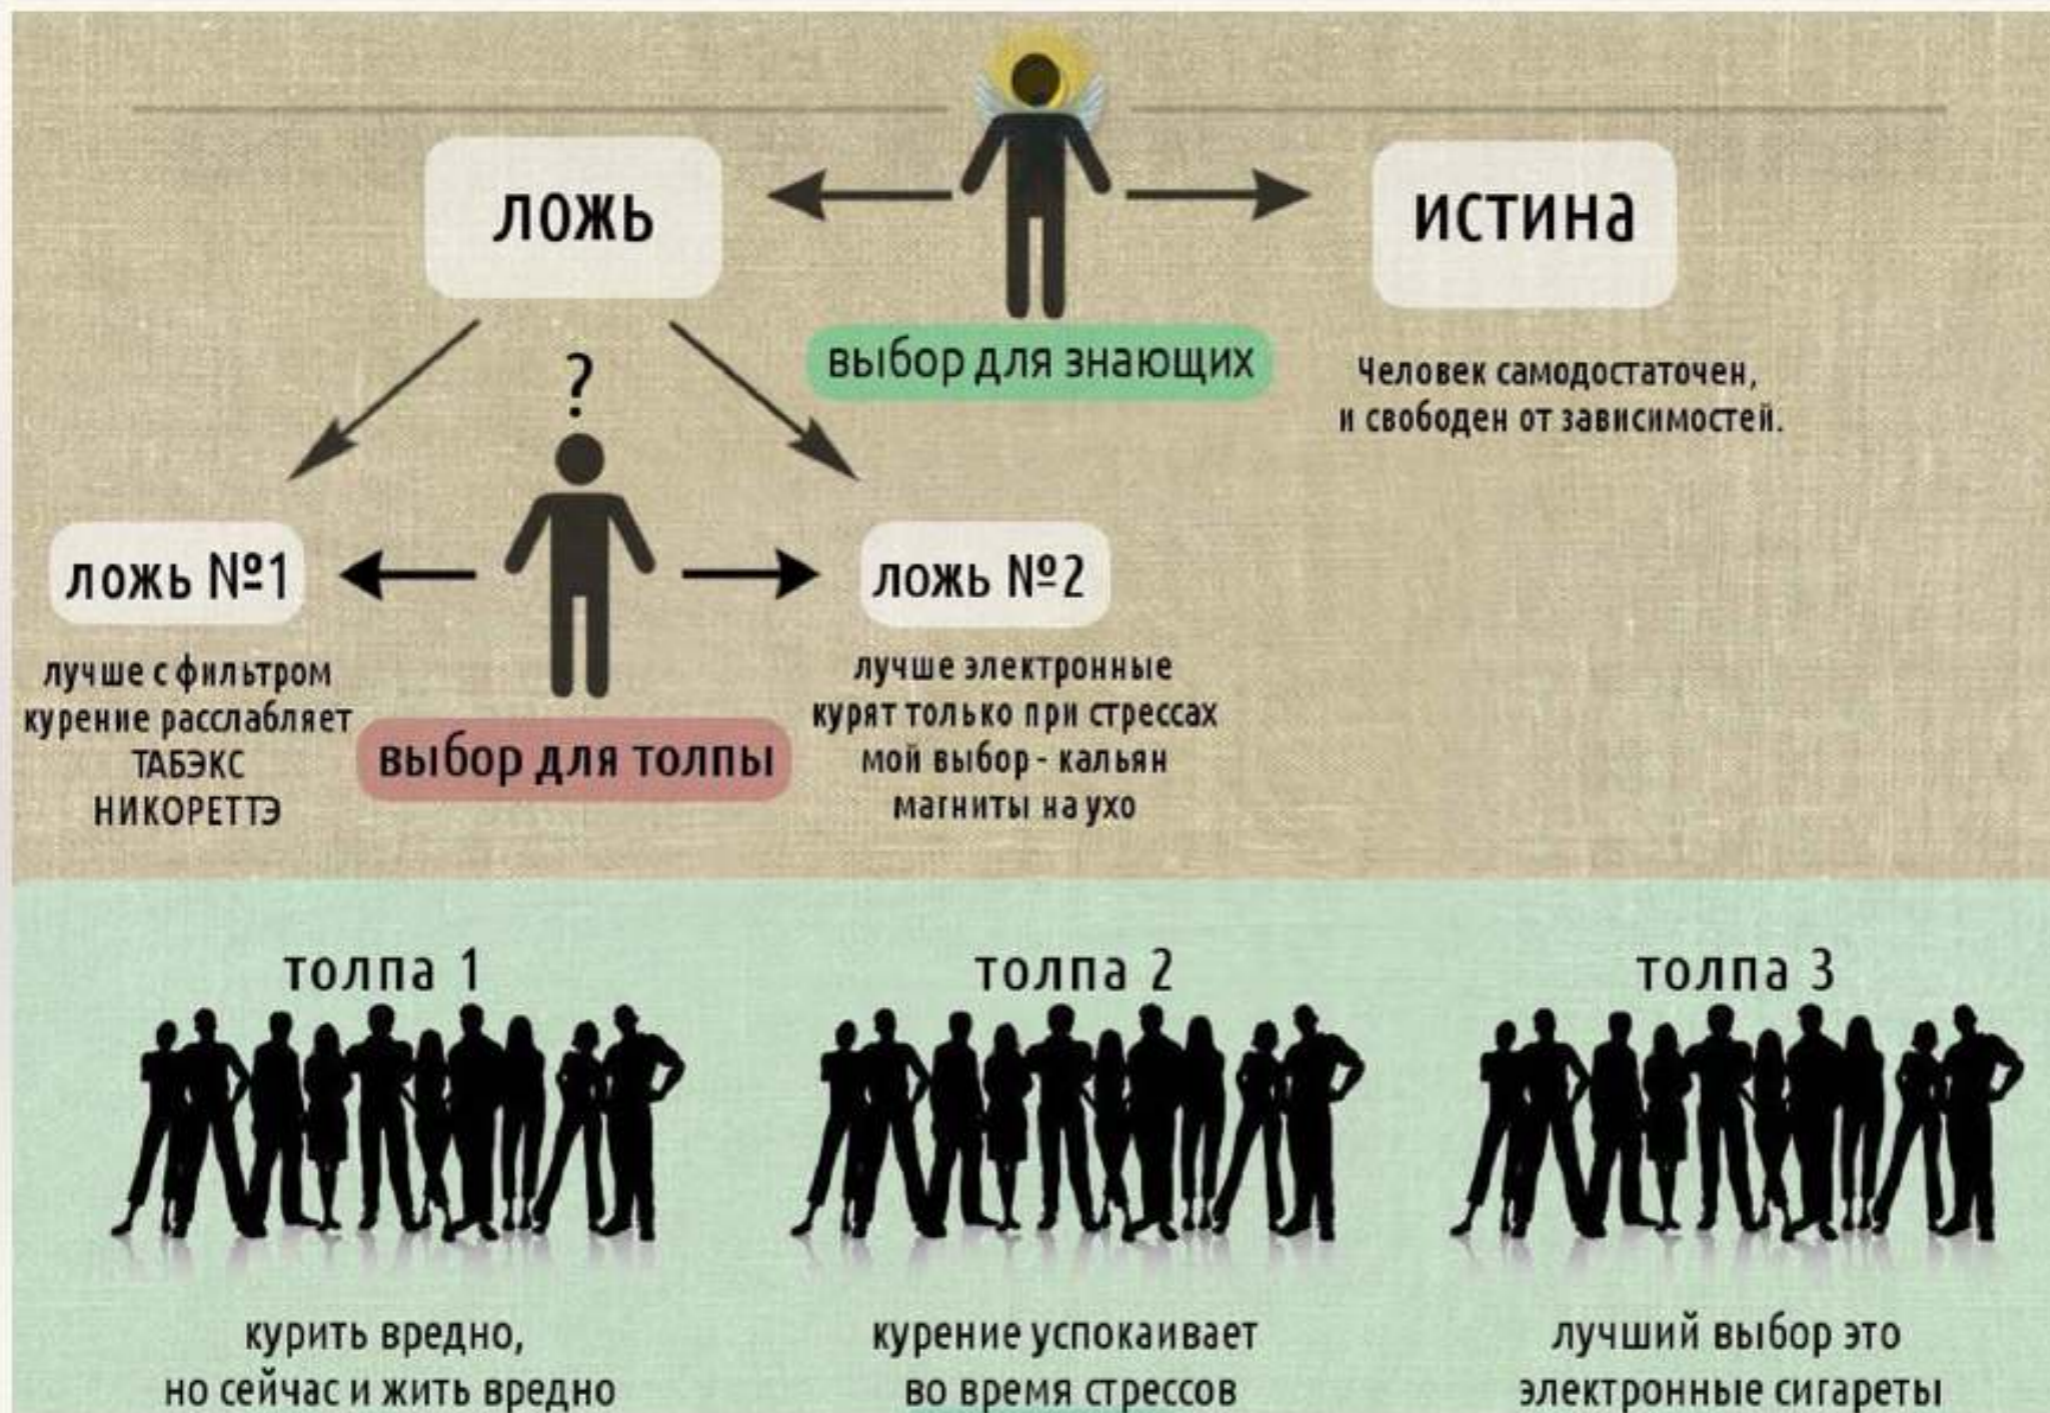 ложь
истина
выбор для знающих
Человек самодостаточен,
и свободен от зависимостей.
?
ложь №1
ложь №2
лучше с фильтром
курение расслабляет
ТАБЭКС
НИКОРЕТТЭ
выбор для толпы
лучше электронные
курят только при стрессах
мой выбор - кальян
магниты на ухо
толпа 1
толпа 2
толпа 3
курить вредно,
но сейчас и жить вредно
курение успокаивает
во время стрессов
лучший выбор это
электронные сигареты